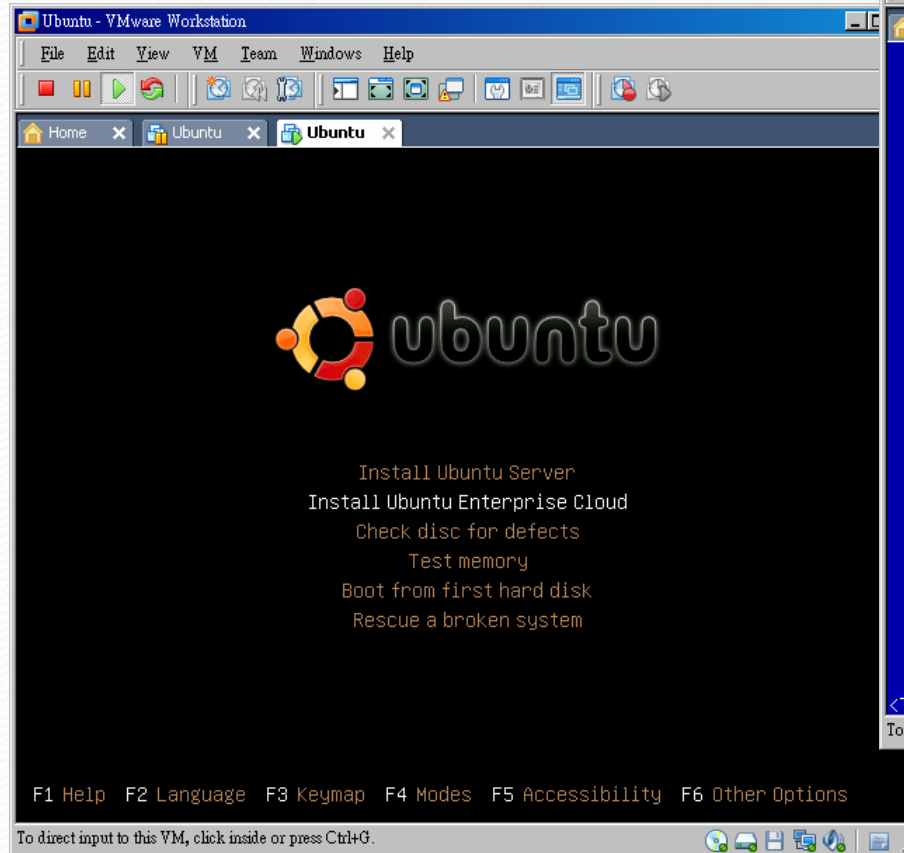 Ubuntu - VMware Workstation
File Edit View VM Team Windows Help
Home Ubuntu Ubuntu
ubuntu
Install Ubuntu Server
Install Ubuntu Enterprise Cloud
Check disc for defects
Test memory
Boot from first hard disk
Rescue a broken system
F1 Help F2 Language F3 Keymap F4 Modes F5 Accessibility F6 Other Options
To direct input to this VM, click inside or press Ctrl+G.
To